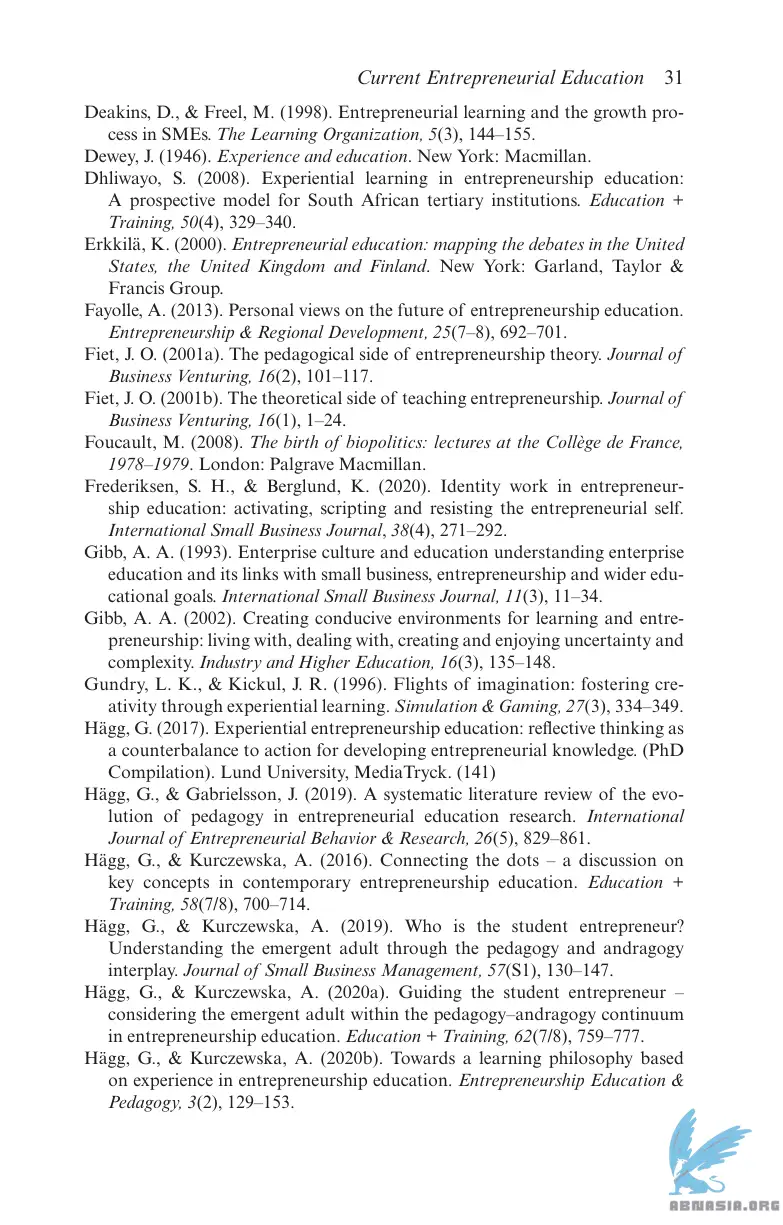 Current Entrepreneurial Education 31
Deakins, D., & Freel, M. (1998). Entrepreneurial learning and the growth pro-
cess in SMEs. The Learning Organization, 5(3), 144–155.
Dewey, J. (1946). Experience and education. New York: Macmillan.
Dhliwayo, S. (2008). Experiential learning in entrepreneurship education:
A prospective model for South African tertiary institutions. Education +
Training, 50(4), 329–340.
Erkkilä, K. (2000). Entrepreneurial education: mapping the debates in the United
States, the United Kingdom and Finland. New York: Garland, Taylor &
Francis Group.
Fayolle, A. (2013). Personal views on the future of entrepreneurship education.
Entrepreneurship & Regional Development, 25(7–8), 692–701.
Fiet, J. O. (2001a). The pedagogical side of entrepreneurship theory. Journal of
Business Venturing, 16(2), 101–117.
Fiet, J. O. (2001b). The theoretical side of teaching entrepreneurship. Journal of
Business Venturing, 16(1), 1–24.
Foucault, M. (2008). The birth of biopolitics: lectures at the Collège de France,
1978–1979. London: Palgrave Macmillan.
Frederiksen, S. H., & Berglund, K. (2020). Identity work in entrepreneur-
ship education: activating, scripting and resisting the entrepreneurial self.
International Small Business Journal, 38(4), 271–292.
Gibb, A. A. (1993). Enterprise culture and education understanding enterprise
education and its links with small business, entrepreneurship and wider edu-
cational goals. International Small Business Journal, 11(3), 11–34.
Gibb, A. A. (2002). Creating conducive environments for learning and entre-
preneurship: living with, dealing with, creating and enjoying uncertainty and
complexity. Industry and Higher Education, 16(3), 135–148.
Gundry, L. K., & Kickul, J. R. (1996). Flights of imagination: fostering cre-
ativity through experiential learning. Simulation & Gaming, 27(3), 334–349.
Hägg, G. (2017). Experiential entrepreneurship education: reflective thinking as
a counterbalance to action for developing entrepreneurial knowledge. (PhD
Compilation). Lund University, MediaTryck. (141)
Hägg, G., & Gabrielsson, J. (2019). A systematic literature review of the evo-
lution of pedagogy in entrepreneurial education research. International
Journal of Entrepreneurial Behavior & Research, 26(5), 829–861.
Hägg, G., & Kurczewska, A. (2016). Connecting the dots – a discussion on
key concepts in contemporary entrepreneurship education. Education +
Training, 58(7/8), 700–714.
Hägg, G., & Kurczewska, A. (2019). Who is the student entrepreneur?
Understanding the emergent adult through the pedagogy and andragogy
interplay. Journal of Small Business Management, 57(S1), 130–147.
Hägg, G., & Kurczewska, A. (2020a). Guiding the student entrepreneur –
considering the emergent adult within the pedagogy–andragogy continuum
in entrepreneurship education. Education + Training, 62(7/8), 759–777.
Hägg, G., & Kurczewska, A. (2020b). Towards a learning philosophy based
on experience in entrepreneurship education. Entrepreneurship Education &
Pedagogy, 3(2), 129–153.
ABNASIA.ORG